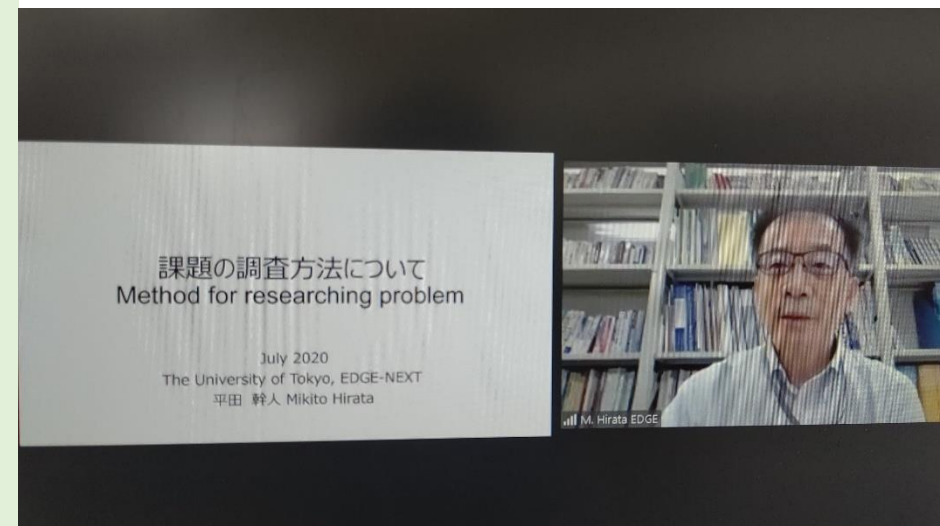 課題の調査方法について
Method for researching problem
July 2020
The University of Tokyo, EDGE-NEXT
平田 幹人 Mikito Hirata
M. Hirata EDGE